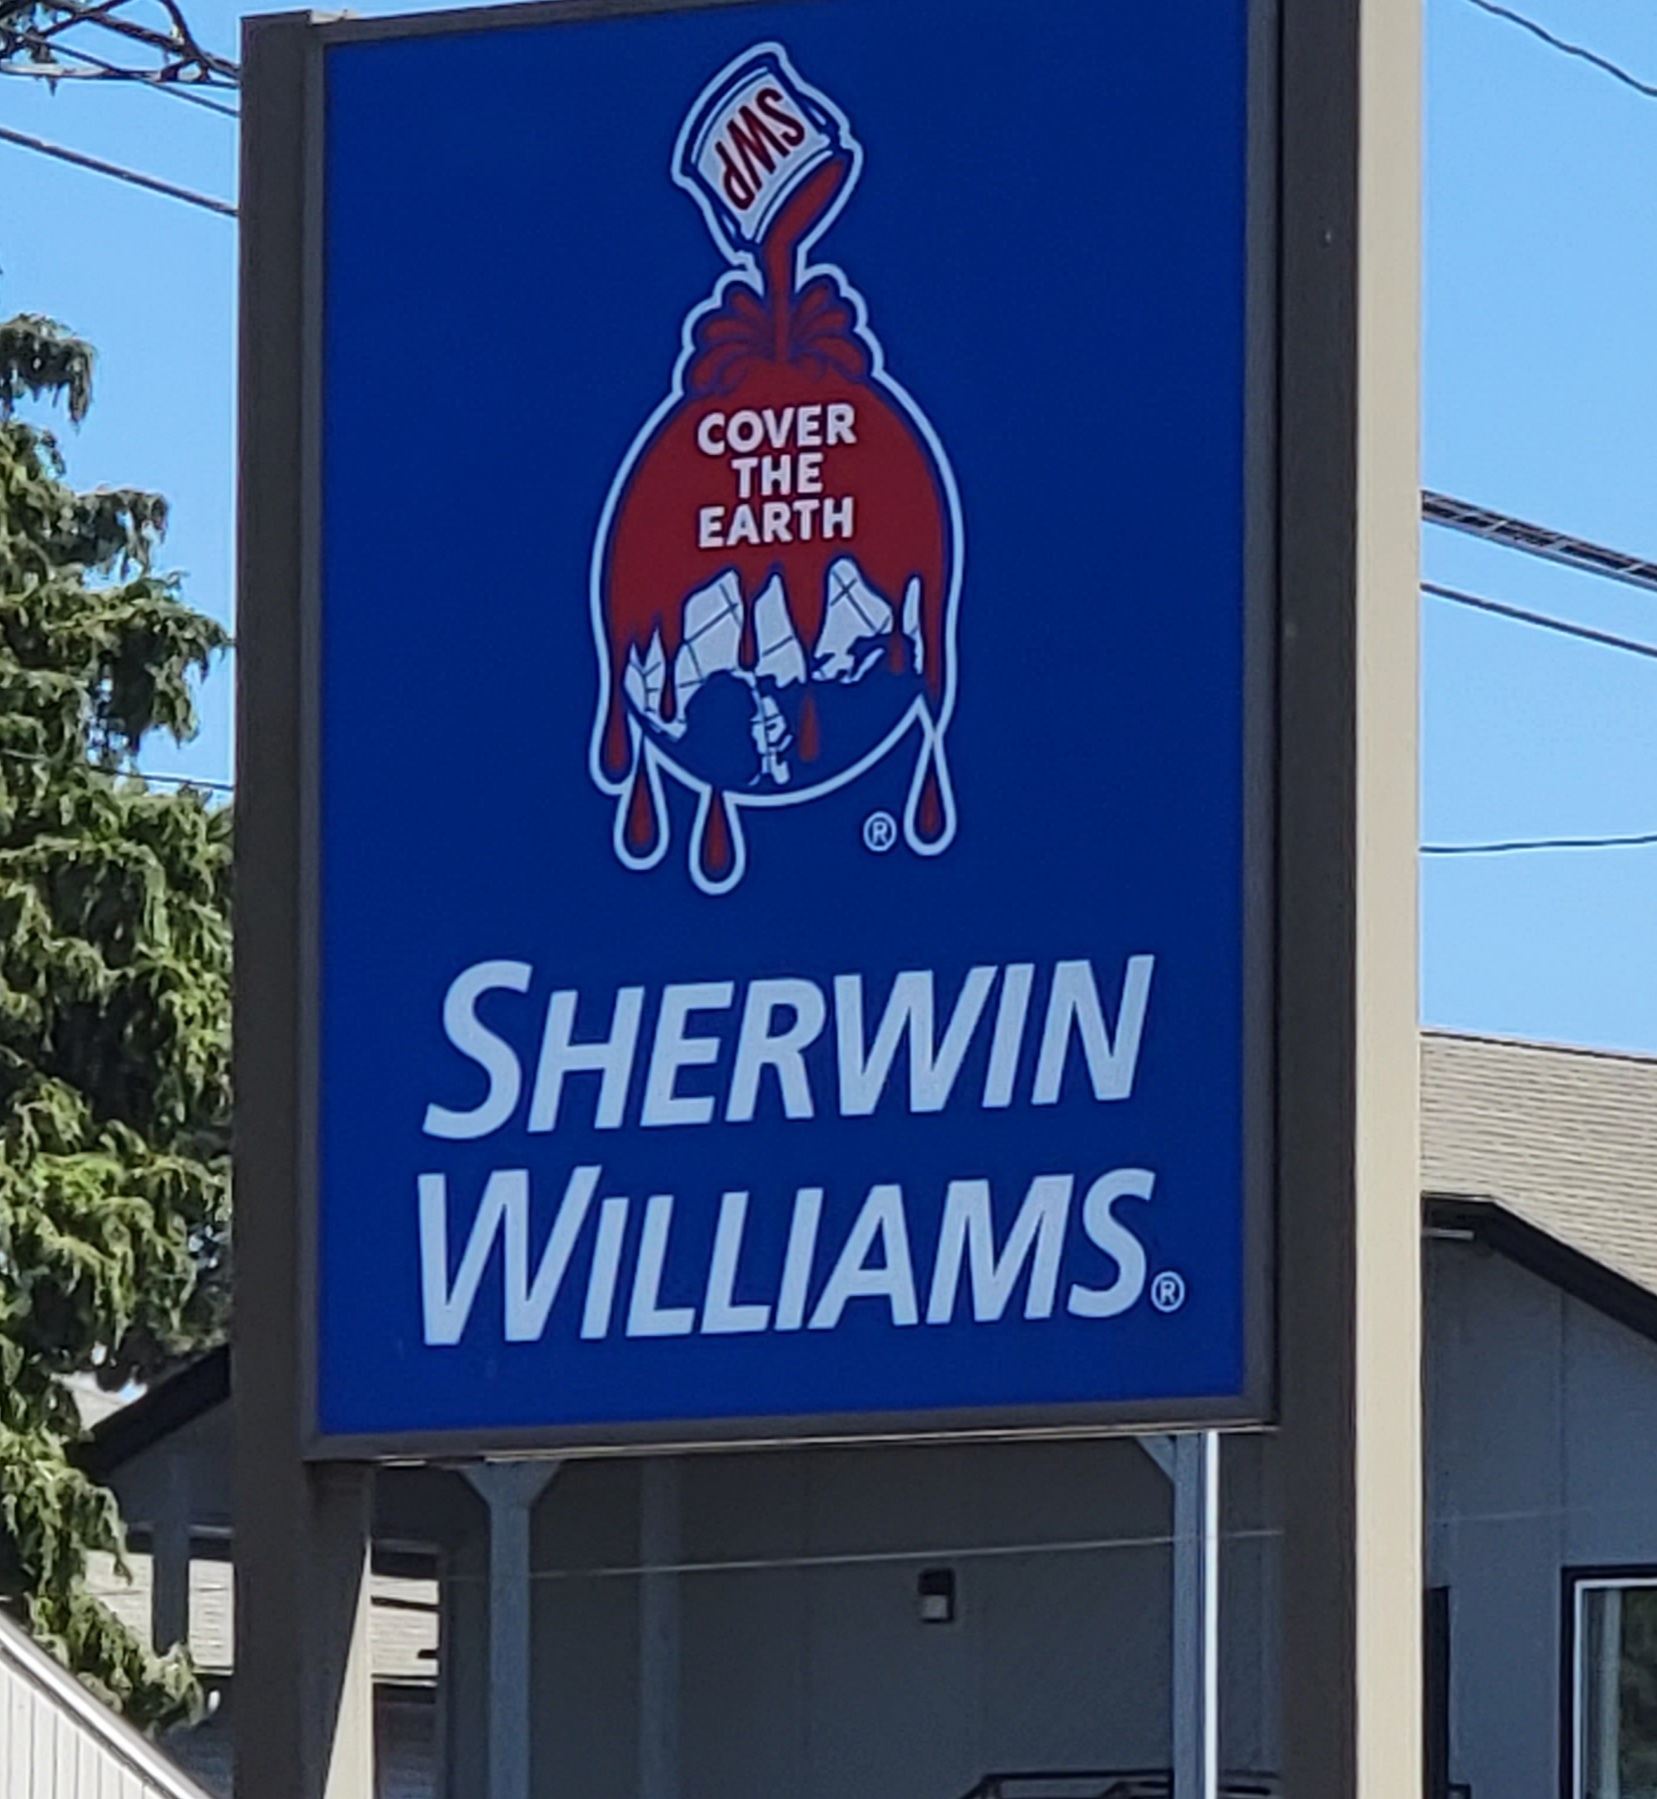 SWP
COVER
THE
EARTH
®
SHERWIN
WILLIAMS®